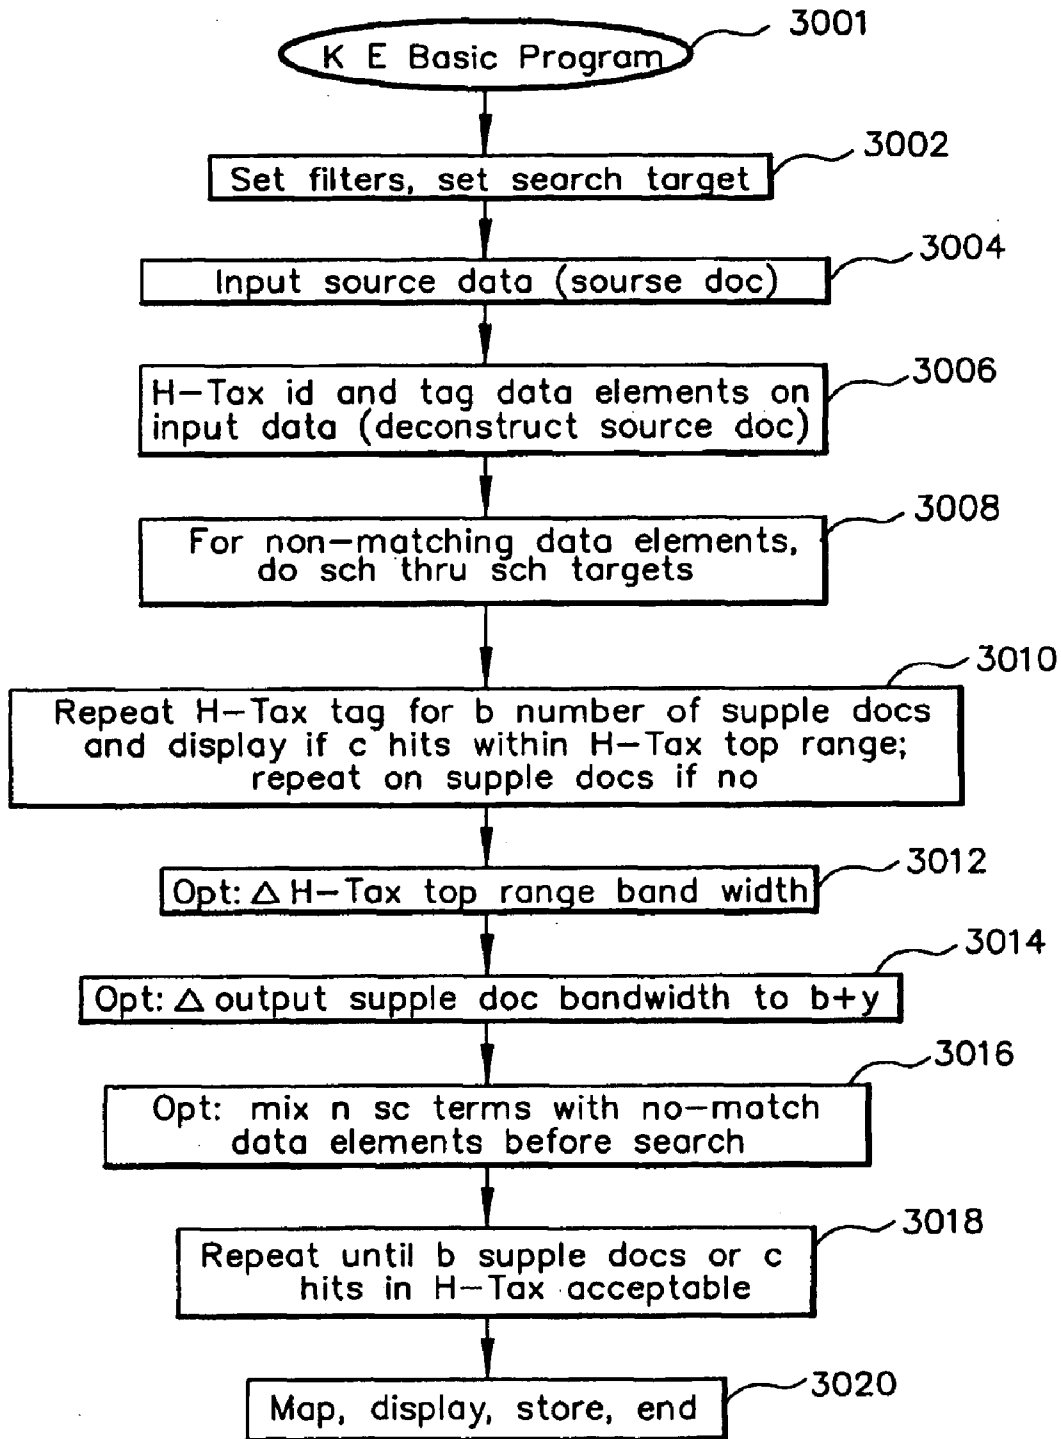 3001
K E Basic Program
3002
Set filters, set search target
3004
Input source data (sourse doc)
3006
H-Tax id and tag data elements on
input data (deconstruct source doc)
3008
For non-matching data elements,
do sch thru sch targets
3010
Repeat H-Tax tag for b number of supple docs
and display if c hits within H-Tax top range;
repeat on supple docs if no
3012
Opt: △ H-Tax top range band width
3014
Opt: △ output supple doc bandwidth to b+y
3016
Opt: mix n sc terms with no-match
data elements before search
3018
Repeat until b supple docs or c
hits in H-Tax acceptable
3020
Map, display, store, end